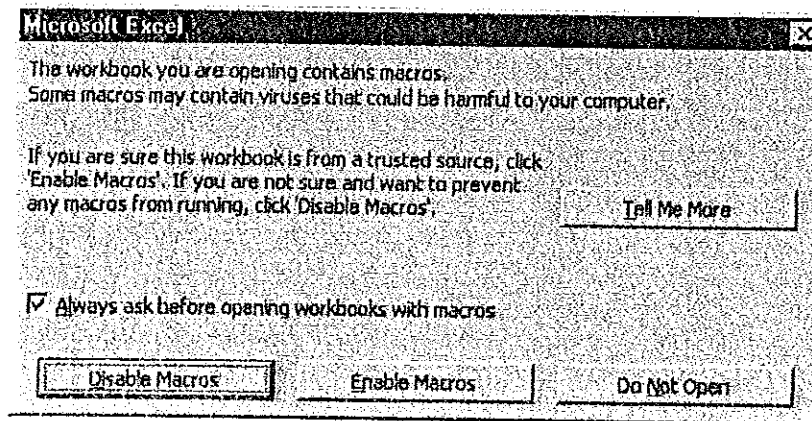 Microsoft Excel
The workbook you are opening contains macros.
Some macros may contain viruses that could be harmful to your computer.
If you are sure this workbook is from a trusted source, click
'Enable Macros'. If you are not sure and want to prevent
any macros from running, click 'Disable Macros'.
Tell Me More
Always ask before opening workbooks with macros
Disable Macros
Enable Macros
Do Not Open